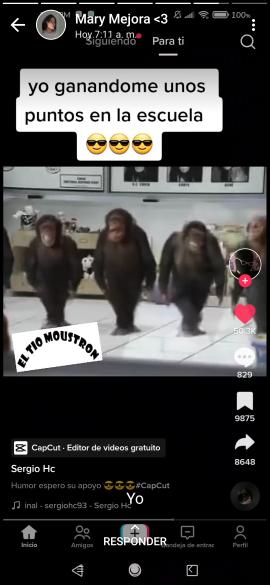 100%
Mary Mejora <3
Hoy 7:11 a. m.
Siguiendo
Para ti
yo ganandome unos
puntos en la escuela
😎😎😎
EL TIO MOUSTRON
50.3K
829
9875
8648
CapCut · Editor de videos gratuito
Sergio Hc
Humor espero su apoyo 😎😎😎#CapCut
Yo
inal - sergiohc93 - Sergio Hc
RESPONDER
Inicio
Amigos
Bandeja de entrac
Perfil